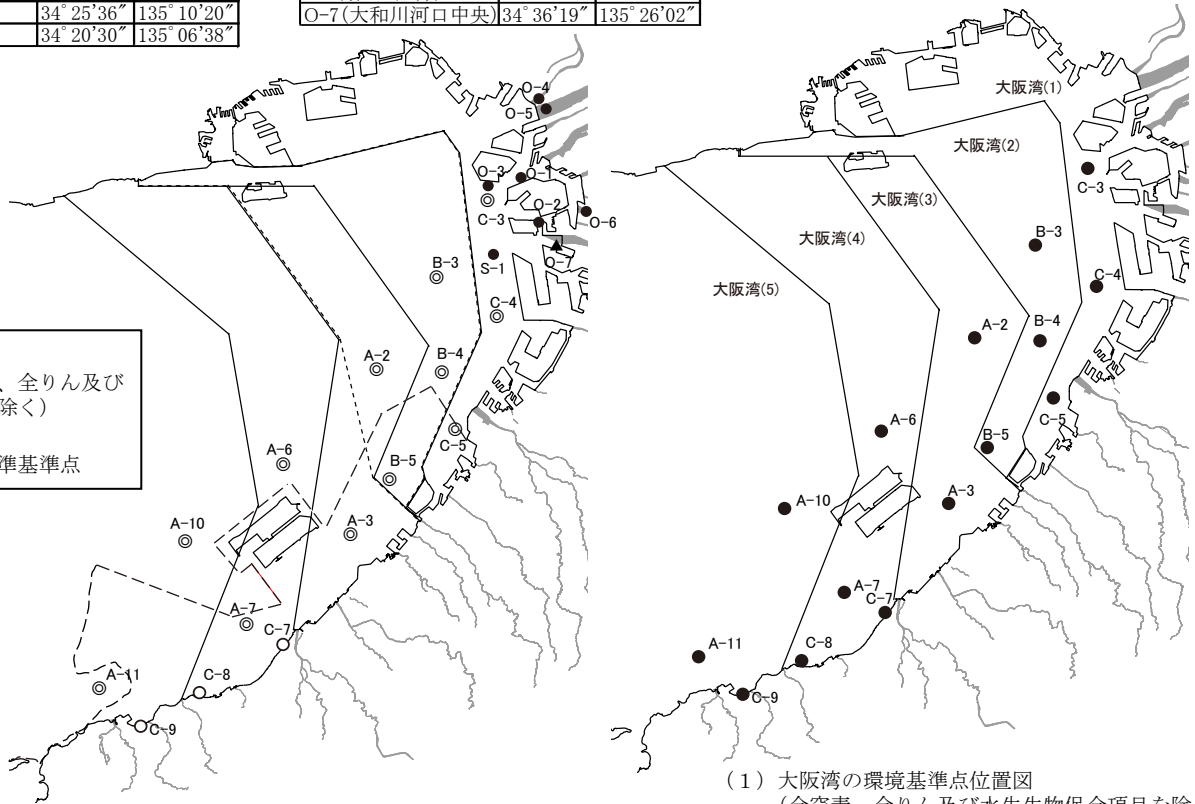 34°25′36″ 135°10′20″
34°20′30″ 135°06′38″
O-7(大和川河口中央) 34°36′19″ 135°26′02″
、全りん及び
除く)
準基準点
O-4
O-5
O-3
O-1
C-3
O-2
O-6
O-7
S-1
B-3
C-4
A-2
B-4
C-5
A-6
B-5
A-10
A-3
A-7
C-7
A-11
C-8
C-9
大阪湾(1)
大阪湾(2)
C-3
大阪湾(3)
大阪湾(4)
B-3
大阪湾(5)
C-4
A-2
B-4
C-5
A-6
B-5
A-10
A-3
A-7
C-7
A-11
C-8
C-9
(1) 大阪湾の環境基準点位置図